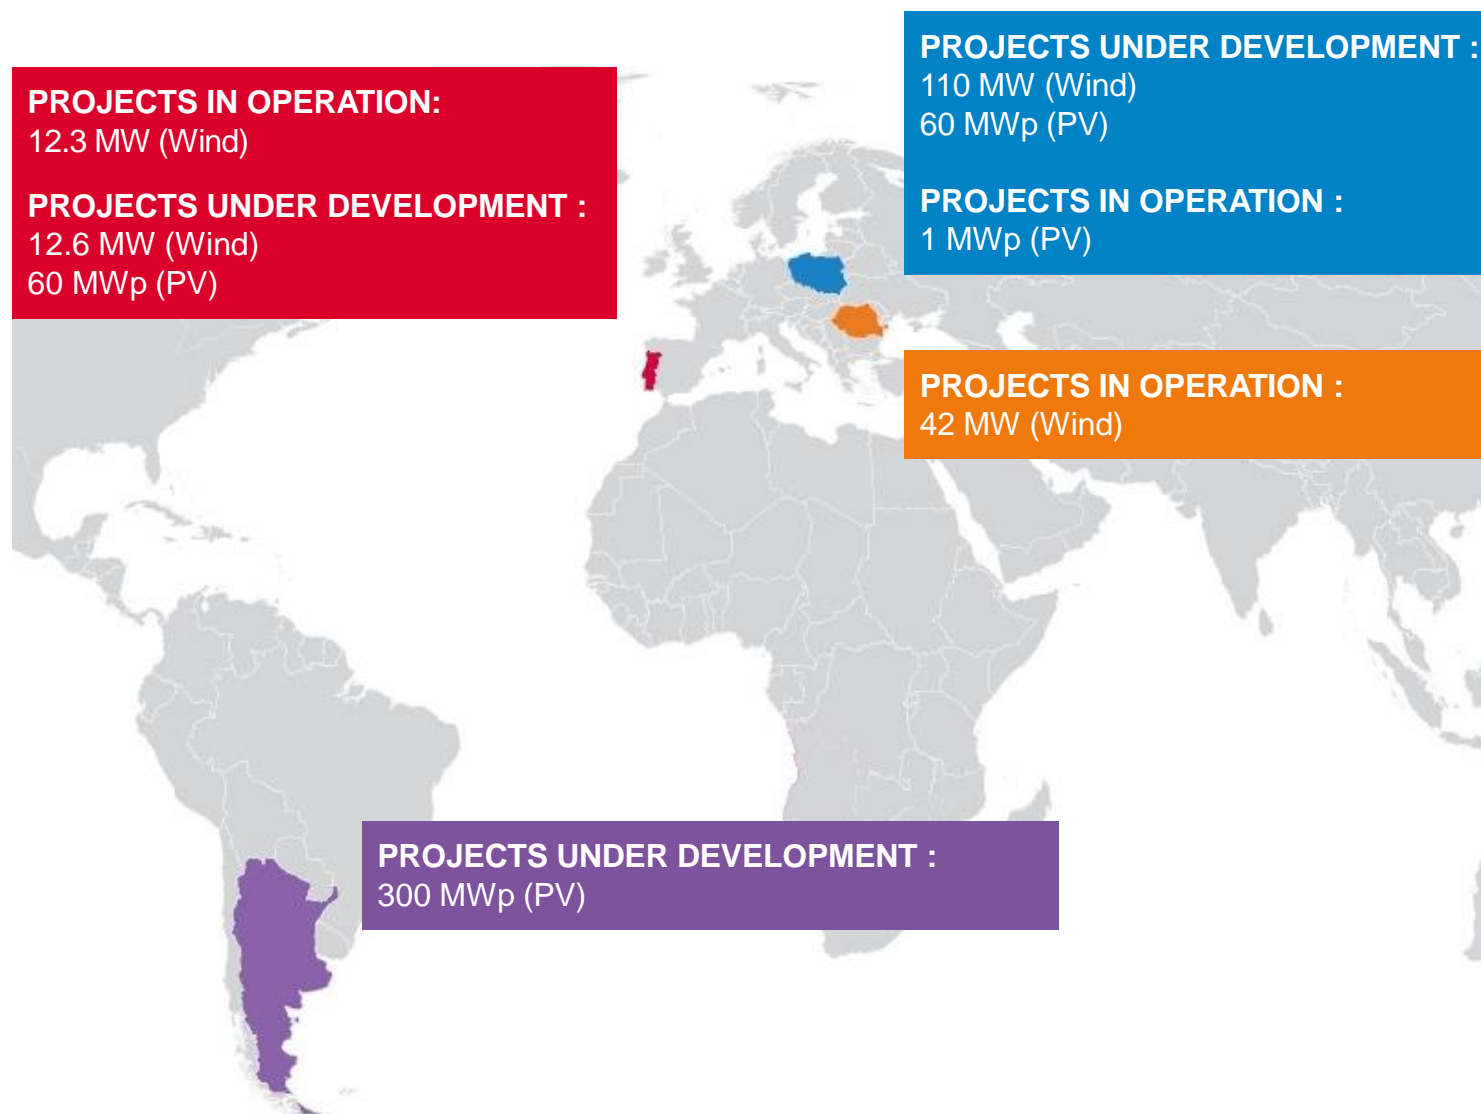 PROJECTS IN OPERATION:
12.3 MW (Wind)
PROJECTS UNDER DEVELOPMENT :
12.6 MW (Wind)
60 MWp (PV)
PROJECTS UNDER DEVELOPMENT :
110 MW (Wind)
60 MWp (PV)
PROJECTS IN OPERATION :
1 MWp (PV)
PROJECTS IN OPERATION :
42 MW (Wind)
PROJECTS UNDER DEVELOPMENT :
300 MWp (PV)